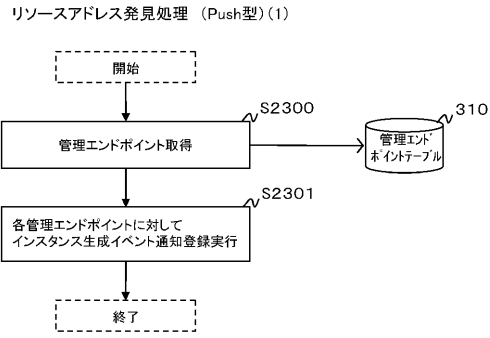 リソースアドレス発見処理 (Push型)(1)
開始
S2300
管理エンドポイント取得
310
管理エンド
ポイントテーブル
S2301
各管理エンドポイントに対して
インスタンス生成イベント通知登録実行
終了